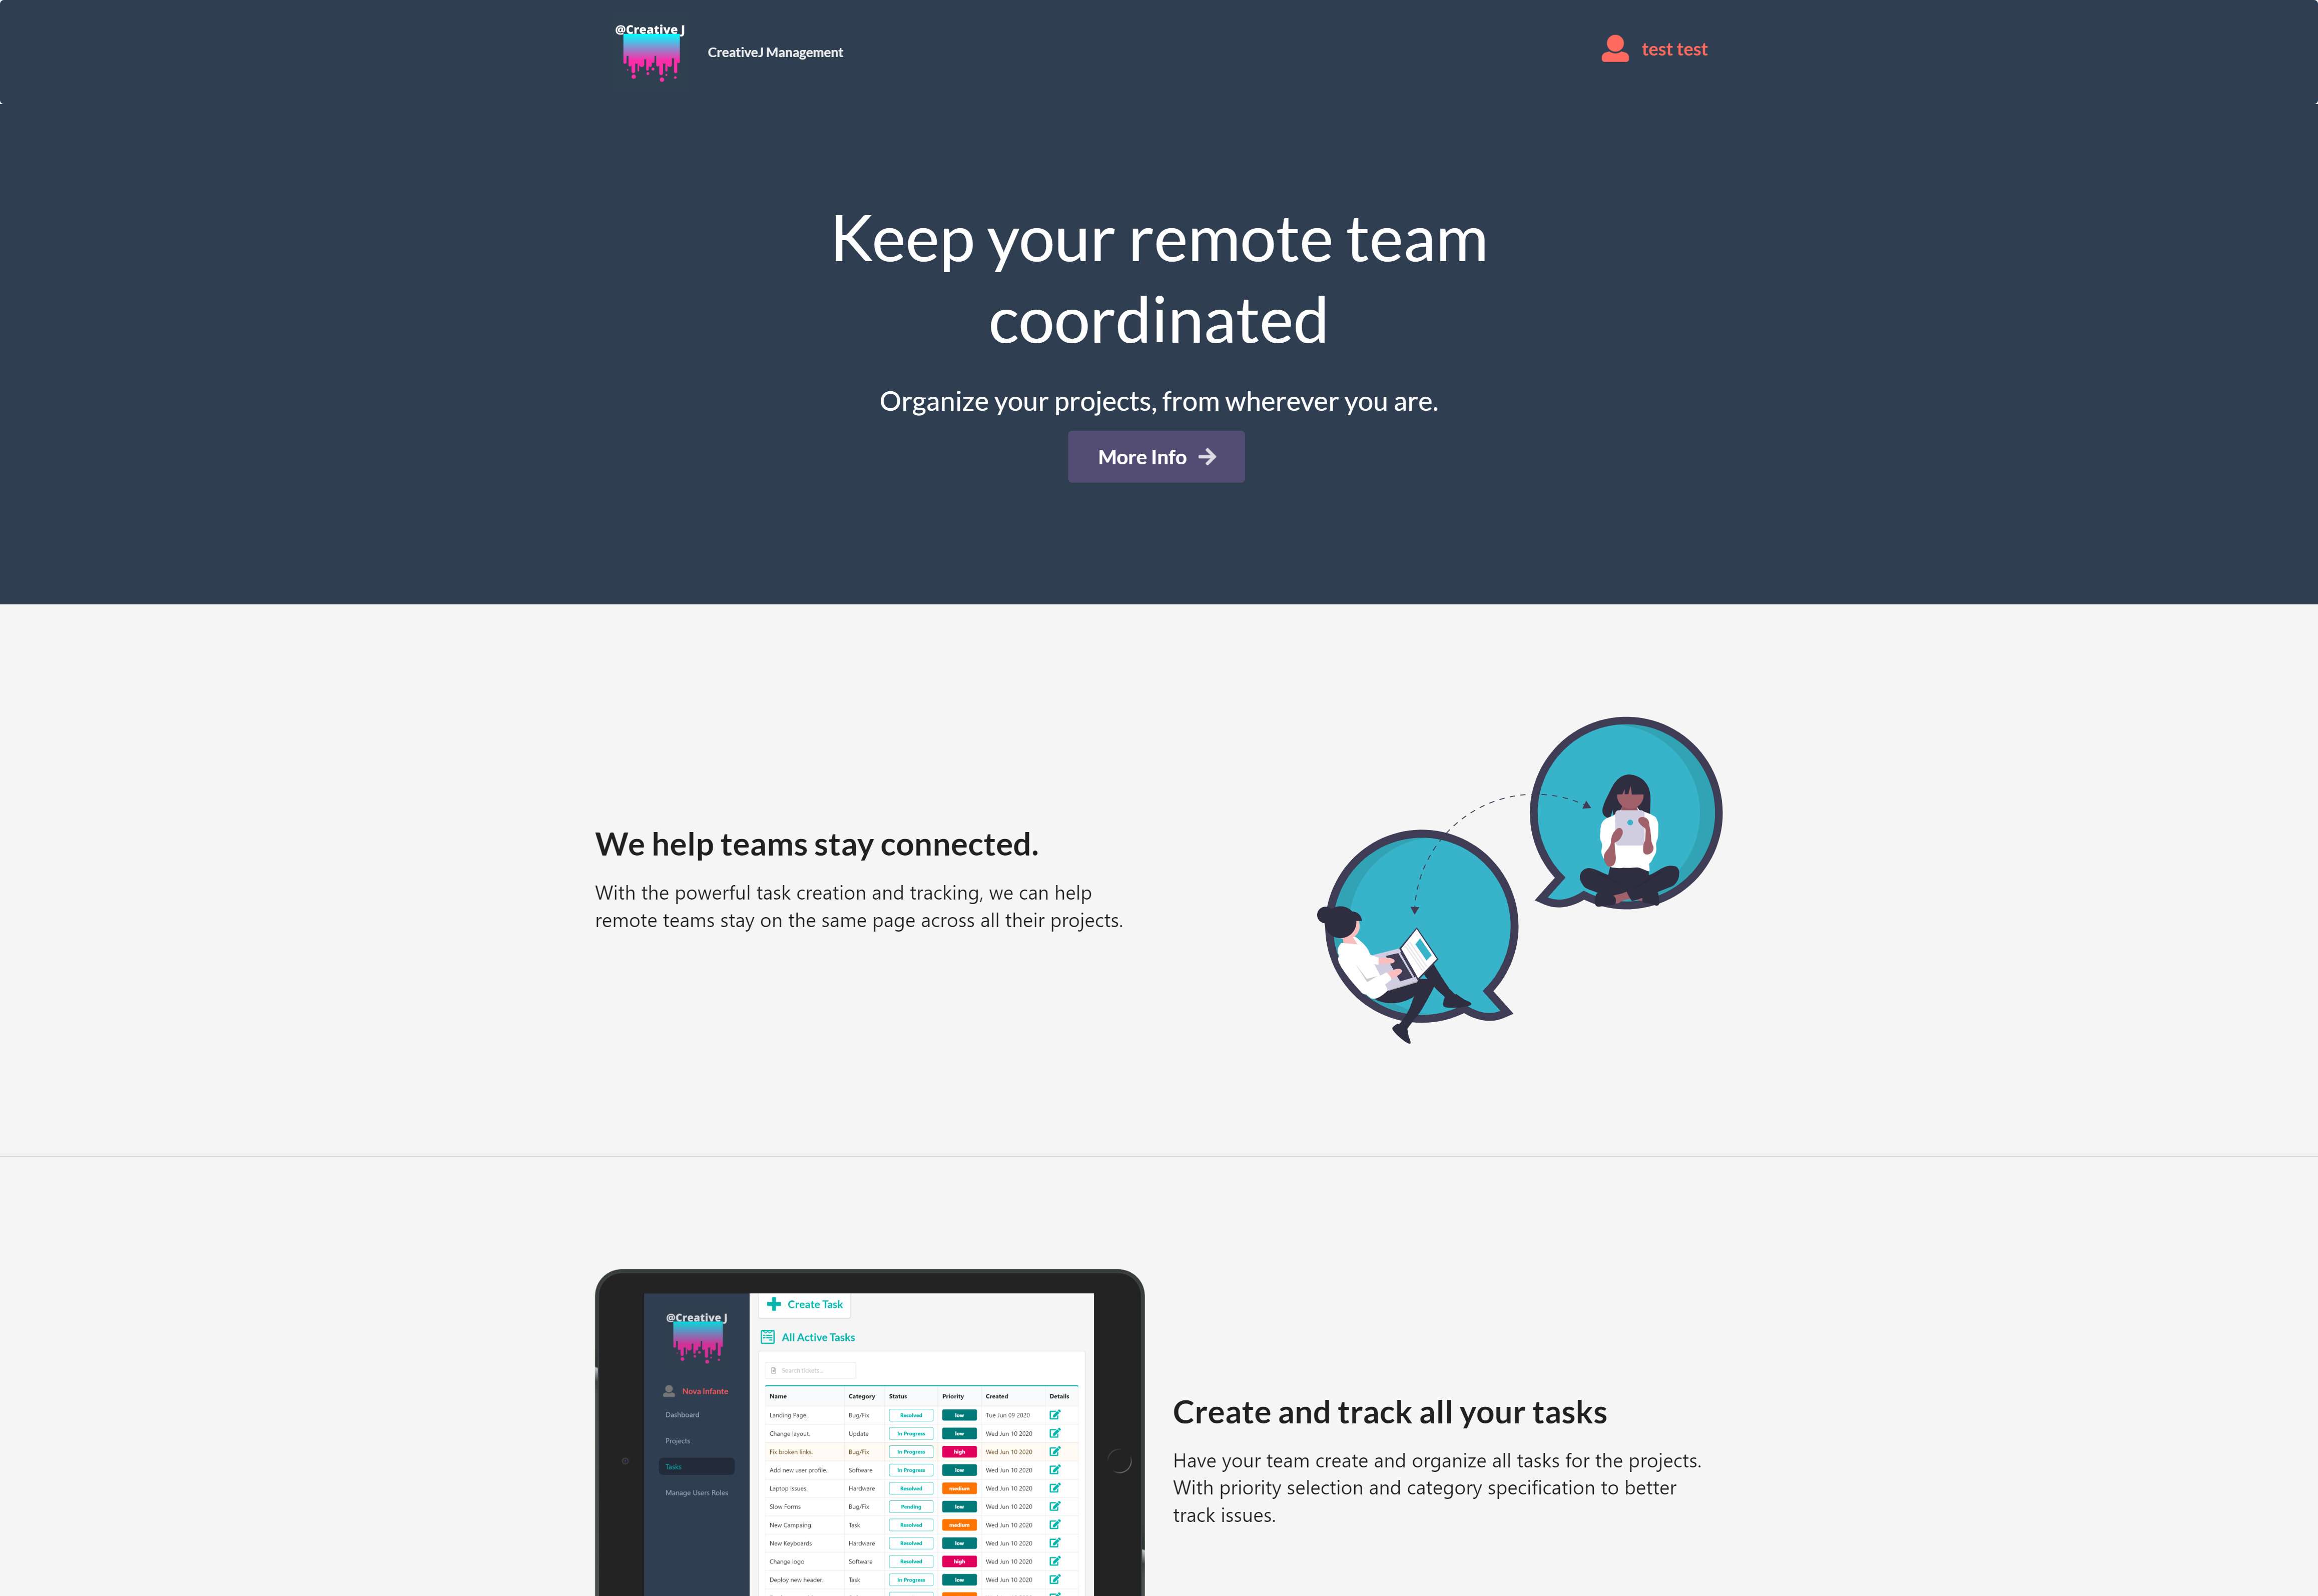 @Creative J
CreativeJ Management
test test
Keep your remote team
coordinated
Organize your projects, from wherever you are.
More Info
We help teams stay connected.
With the powerful task creation and tracking, we can help
remote teams stay on the same page across all their projects.
@Creative J
Nova Infante
Dashboard
Projects
Tasks
Manage Users Roles
Create Task
All Active Tasks
Search tickets...
Name Category Status Priority Created Details
Landing Page. Bug/Fix Resolved low Tue Jun 09 2020
Change layout. Update In Progress low Wed Jun 10 2020
Fix broken links. Bug/Fix In Progress high Wed Jun 10 2020
Add new user profile. Software In Progress low Wed Jun 10 2020
Laptop issues. Hardware Resolved medium Wed Jun 10 2020
Slow Forms Bug/Fix Pending low Wed Jun 10 2020
New Campaing Task Resolved medium Wed Jun 10 2020
New Keyboards Hardware Resolved low Wed Jun 10 2020
Change logo Software Resolved high Wed Jun 10 2020
Deploy new header. Task In Progress low Wed Jun 10 2020
Create and track all your tasks
Have your team create and organize all tasks for the projects.
With priority selection and category specification to better
track issues.